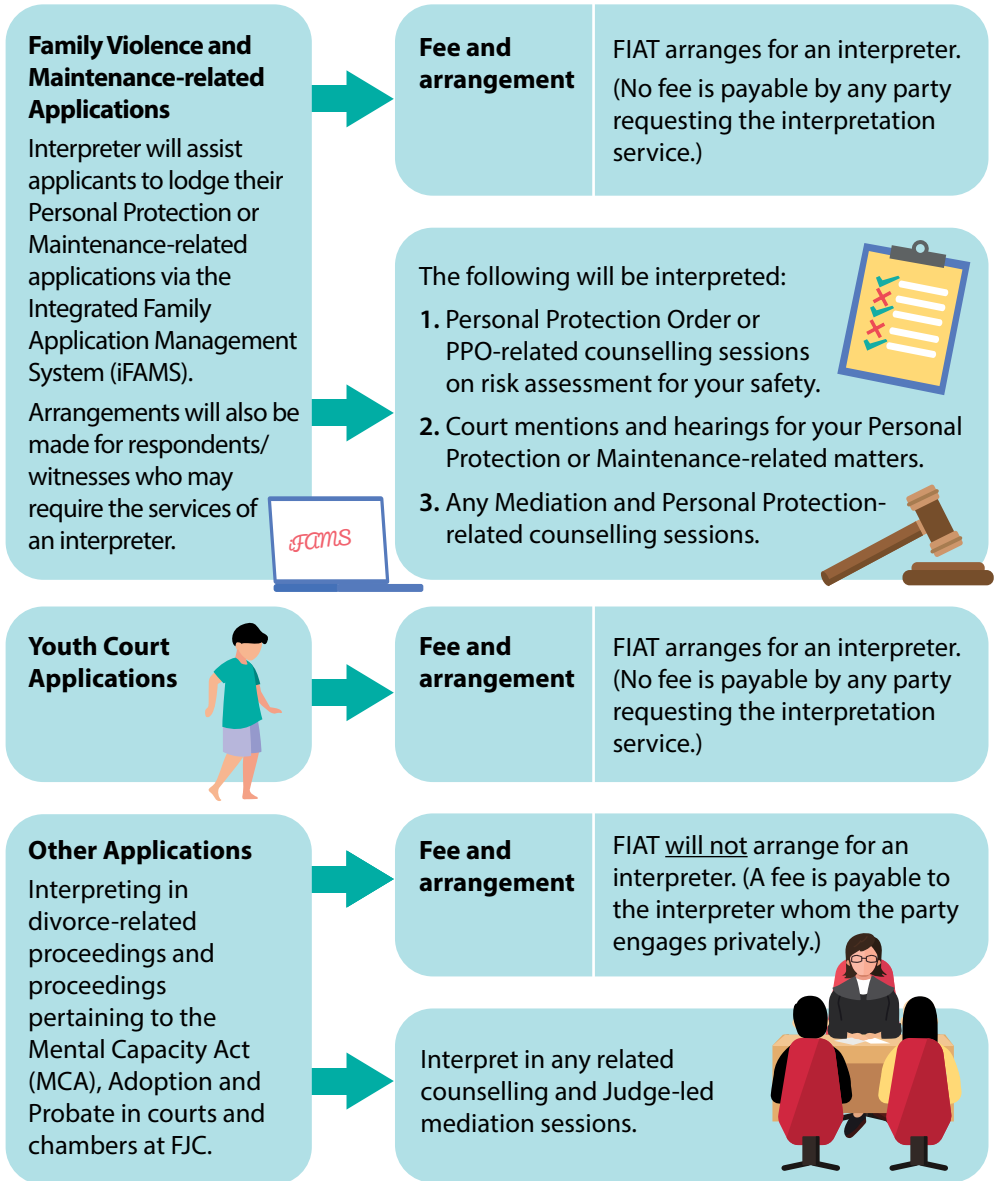 Family Violence and
Maintenance-related
Applications
Interpreter will assist
applicants to lodge their
Personal Protection or
Maintenance-related
applications via the
Integrated Family
Application Management
System (iFAMS).
Arrangements will also be
made for respondents/
witnesses who may
require the services of
an interpreter.
iFAMS
Fee and
arrangement
FIAT arranges for an interpreter.
(No fee is payable by any party
requesting the interpretation
service.)
The following will be interpreted:
1. Personal Protection Order or
PPO-related counselling sessions
on risk assessment for your safety.
2. Court mentions and hearings for your Personal
Protection or Maintenance-related matters.
3. Any Mediation and Personal Protection-
related counselling sessions.
Youth Court
Applications
Fee and
arrangement
FIAT arranges for an interpreter.
(No fee is payable by any party
requesting the interpretation
service.)
Other Applications
Interpreting in
divorce-related
proceedings and
proceedings
pertaining to the
Mental Capacity Act
(MCA), Adoption and
Probate in courts and
chambers at FJC.
Fee and
arrangement
FIAT will not arrange for an
interpreter. (A fee is payable to
the interpreter whom the party
engages privately.)
Interpret in any related
counselling and Judge-led
mediation sessions.